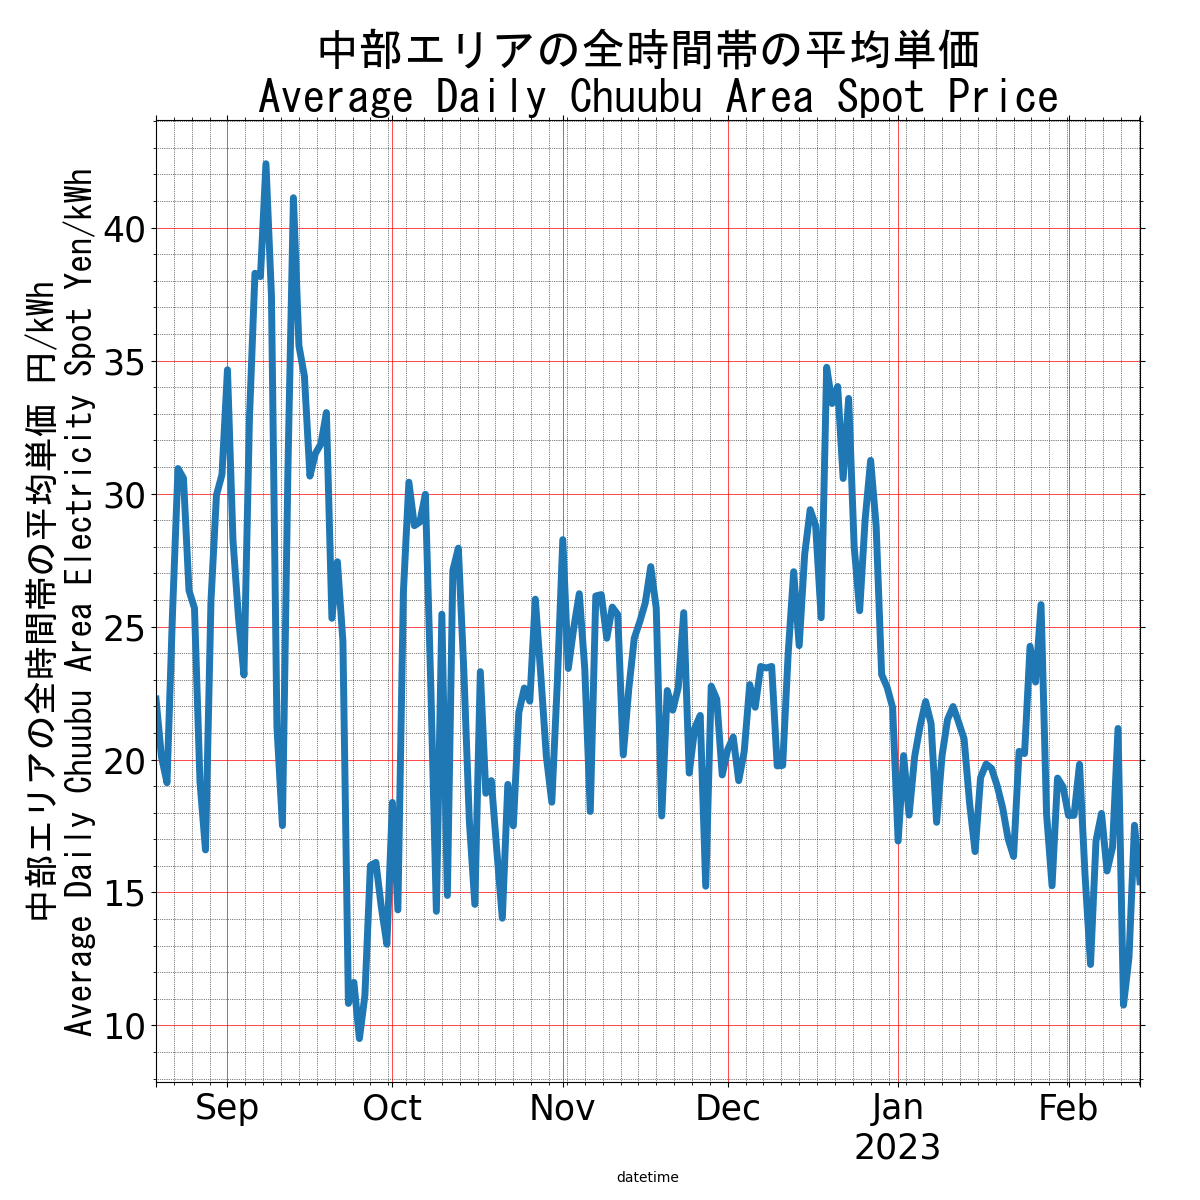 中部エリアの全時間帯の平均単価
Average Daily Chuubu Area Spot Price
中部エリアの全時間帯の平均単価 円/kWh
Average Daily Chuubu Area Electricity Spot Yen/kWh
40
35
30
25
20
15
10
Sep
Oct
Nov
Dec
Jan
2023
Feb
datetime